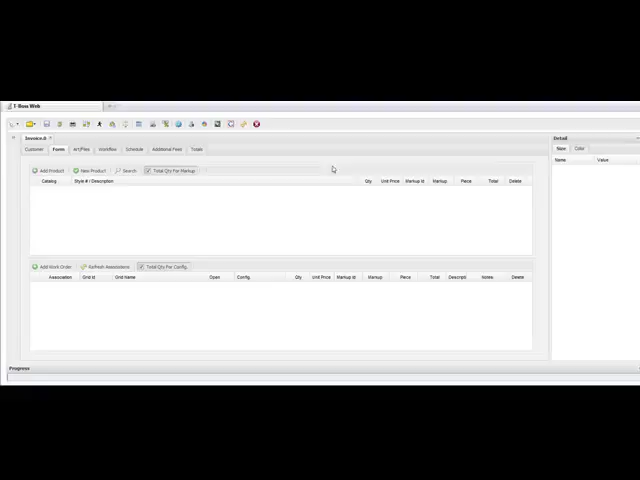 T-Boss Web
Invoice.0
Customer Form Art/Files Workflow Schedule Additional Fees Totals
Add Product New Product Search Total Qty For Markup
Catalog Style # / Description Qty Unit Price Markup Id Markup Piece Total Delete
Add Work Order Refresh Associations Total Qty For Config.
Association Grid Id Grid Name Open Config. Qty Unit Price Markup Id Markup Piece Total Descripti Notes Delete
Detail
Size Color
Name Value
Progress